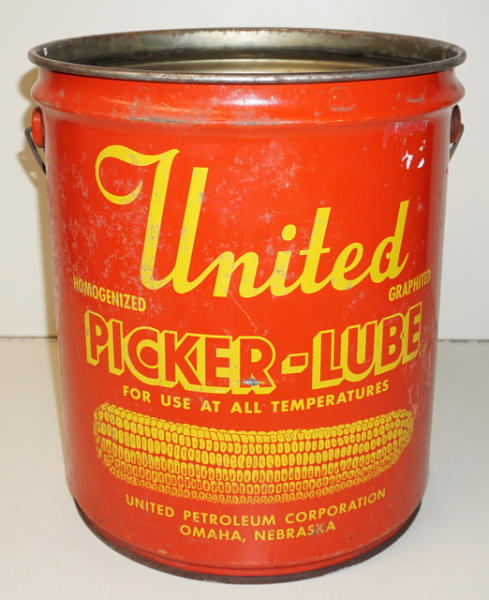 United
HOMOGENIZED GRAPHITED
PICKER-LUBE
FOR USE AT ALL TEMPERATURES
UNITED PETROLEUM CORPORATION
OMAHA, NEBRASKA